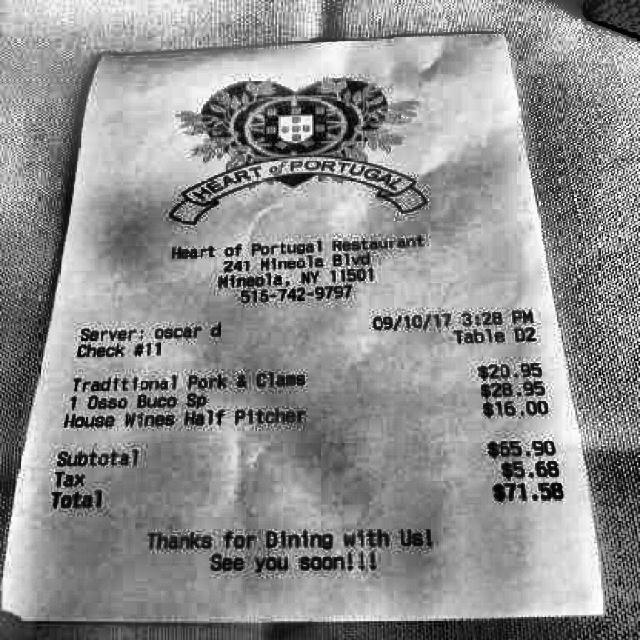 HEART of PORTUGAL
Heart of Portugal Restaurant
241 Mineola Blvd
Mineola, NY 11501
516-742-9797
Server: oscar d 09/10/17 3:28 PM
Check #11 Table D2
Traditional Pork & Clams $20.95
1 Osso Buco Sp $28.95
House Wines Half Pitcher $16.00
Subtotal $65.90
Tax $5.68
Total $71.58
Thanks for Dining with Us!
See you soon!!!